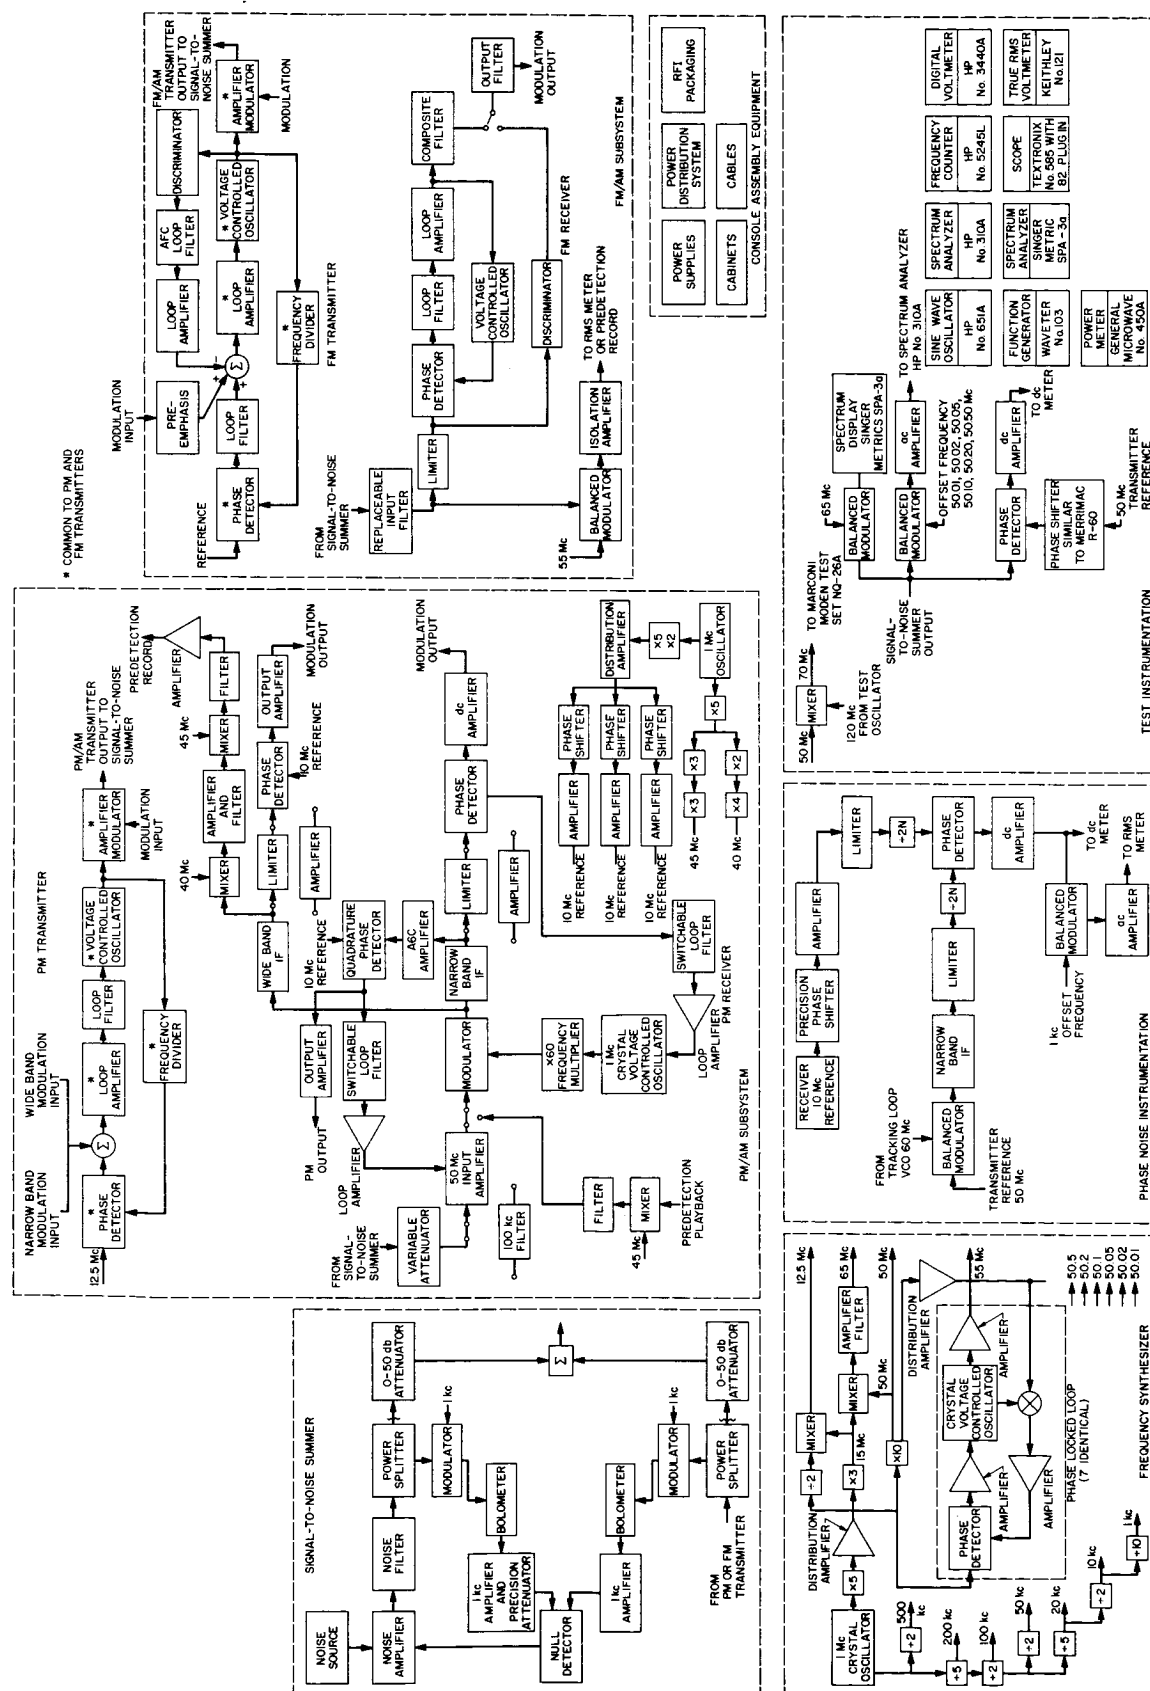 SIGNAL-TO-NOISE SUMMER
NOISE
SOURCE
NOISE
AMPLIFIER
NOISE
FILTER
POWER
SPLITTER
0-50 db
ATTENUATOR
MODULATOR
1 kc
BOLOMETER
1 kc
AMPLIFIER
AND
PRECISION
ATTENUATOR
NULL
DETECTOR
Σ
1 kc
AMPLIFIER
BOLOMETER
MODULATOR
1 kc
POWER
SPLITTER
0-50 db
ATTENUATOR
FROM
PM OR FM
TRANSMITTER
NARROW BAND
MODULATION
INPUT
WIDE BAND
MODULATION
INPUT
PM TRANSMITTER
12.5 Mc
*
PHASE
DETECTOR
Σ
*
LOOP
AMPLIFIER
LOOP
FILTER
* VOLTAGE
CONTROLLED
OSCILLATOR
*
AMPLIFIER
MODULATOR
PM/AM
TRANSMITTER
OUTPUT TO
SIGNAL-TO-NOISE
SUMMER
MODULATION
INPUT
*
FREQUENCY
DIVIDER
40 Mc
MIXER
AMPLIFIER
AND
FILTER
45 Mc
MIXER
FILTER
AMPLIFIER
PREDETECTION
RECORD
WIDE BAND
IF
LIMITER
PHASE
DETECTOR
10 Mc
REFERENCE
OUTPUT
AMPLIFIER
MODULATION
OUTPUT
AMPLIFIER
10 Mc
REFERENCE
QUADRATURE
PHASE
DETECTOR
AGC
AMPLIFIER
OUTPUT
AMPLIFIER
PM
OUTPUT
SWITCHABLE
LOOP
FILTER
LOOP
AMPLIFIER
FROM
SIGNAL-
TO-NOISE
SUMMER
VARIABLE
ATTENUATOR
50 Mc
INPUT
AMPLIFIER
100 kc
FILTER
MODULATOR
NARROW
BAND IF
LIMITER
PHASE
DETECTOR
dc
AMPLIFIER
MODULATION
OUTPUT
AMPLIFIER
X60
FREQUENCY
MULTIPLIER
1 Mc
CRYSTAL
VOLTAGE
CONTROLLED
OSCILLATOR
LOOP
AMPLIFIER
SWITCHABLE
LOOP
FILTER
PM RECEIVER
FILTER
MIXER
45 Mc
PREDETECTION
PLAYBACK
DISTRIBUTION
AMPLIFIER
X5
X2
1 Mc
OSCILLATOR
PHASE
SHIFTER
PHASE
SHIFTER
PHASE
SHIFTER
AMPLIFIER
AMPLIFIER
AMPLIFIER
10 Mc
REFERENCE
10 Mc
REFERENCE
10 Mc
REFERENCE
X5
X3
X3
45 Mc
X2
X4
40 Mc
PM/AM SUBSYSTEM
* COMMON TO PM AND
FM TRANSMITTERS
MODULATION
INPUT
PRE-
EMPHASIS
LOOP
AMPLIFIER
AFC
LOOP
FILTER
DISCRIMINATOR
FM/AM
TRANSMITTER
OUTPUT TO
SIGNAL-TO-
NOISE SUMMER
REFERENCE
*
PHASE
DETECTOR
LOOP
FILTER
+
+
-
Σ
*
LOOP
AMPLIFIER
* VOLTAGE
CONTROLLED
OSCILLATOR
*
AMPLIFIER
MODULATOR
MODULATION
*
FREQUENCY
DIVIDER
FM TRANSMITTER
FROM
SIGNAL-TO-NOISE
SUMMER
REPLACEABLE
INPUT
FILTER
LIMITER
PHASE
DETECTOR
LOOP
FILTER
LOOP
AMPLIFIER
COMPOSITE
FILTER
OUTPUT
FILTER
MODULATION
OUTPUT
VOLTAGE
CONTROLLED
OSCILLATOR
DISCRIMINATOR
FM RECEIVER
55 Mc
BALANCED
MODULATOR
ISOLATION
AMPLIFIER
TO RMS METER
OR PREDETECTION
RECORD
FM/AM SUBSYSTEM
POWER
SUPPLIES
POWER
DISTRIBUTION
SYSTEM
RFI
PACKAGING
CABINETS
CABLES
CONSOLE ASSEMBLY EQUIPMENT
1 Mc
CRYSTAL
OSCILLATOR
X5
DISTRIBUTION
AMPLIFIER
÷2
MIXER
12.5 Mc
X3
15 Mc
MIXER
AMPLIFIER
FILTER
65 Mc
50 Mc
X10
50 Mc
DISTRIBUTION
AMPLIFIER
PHASE
DETECTOR
AMPLIFIER
CRYSTAL
VOLTAGE
CONTROLLED
OSCILLATOR
AMPLIFIER
55 Mc
AMPLIFIER
PHASE LOCKED LOOP
(7 IDENTICAL)
50.5
50.2
50.1
50.05
50.02
50.01
÷2
500
kc
÷5
200 kc
÷2
100 kc
÷2
50 kc
÷5
20 kc
÷2
10 kc
÷10
1 kc
FREQUENCY SYNTHESIZER
RECEIVER
10 Mc
REFERENCE
PRECISION
PHASE
SHIFTER
AMPLIFIER
LIMITER
÷2N
FROM
TRACKING LOOP
VCO 60 Mc
BALANCED
MODULATOR
TRANSMITTER
REFERENCE
50 Mc
NARROW
BAND IF
LIMITER
÷2N
PHASE
DETECTOR
dc
AMPLIFIER
TO dc
METER
1 kc
OFFSET
FREQUENCY
BALANCED
MODULATOR
ac
AMPLIFIER
TO RMS
METER
PHASE NOISE INSTRUMENTATION
50 Mc
MIXER
70 Mc
TO MARCONI
MODEN TEST
SET NO-26A
120 Mc
FROM TEST
OSCILLATOR
SIGNAL-
TO-NOISE
SUMMER
OUTPUT
65 Mc
BALANCED
MODULATOR
SPECTRUM
DISPLAY
SINGER
METRICS SPA-3a
BALANCED
MODULATOR
ac
AMPLIFIER
TO SPECTRUM ANALYZER
HP No. 310A
OFFSET FREQUENCY
50.01, 50.02, 50.05,
50.10, 50.20, 50.50 Mc
PHASE
DETECTOR
dc
AMPLIFIER
TO dc
METER
PHASE SHIFTER
SIMILAR
TO MERRIMAC
R-60
50 Mc
TRANSMITTER
REFERENCE
SINE WAVE
OSCILLATOR
HP
No. 651A
SPECTRUM
ANALYZER
HP
No. 310A
FREQUENCY
COUNTER
HP
No. 5245L
DIGITAL
VOLTMETER
HP
No. 3440A
FUNCTION
GENERATOR
WAVETER
No.103
SPECTRUM
ANALYZER
SINGER
METRIC
SPA-3a
SCOPE
TEXTRONIX
No. 585 WITH
82 PLUG IN
TRUE RMS
VOLTMETER
KEITHLEY
No.121
POWER
METER
GENERAL
MICROWAVE
No. 450A
TEST INSTRUMENTATION